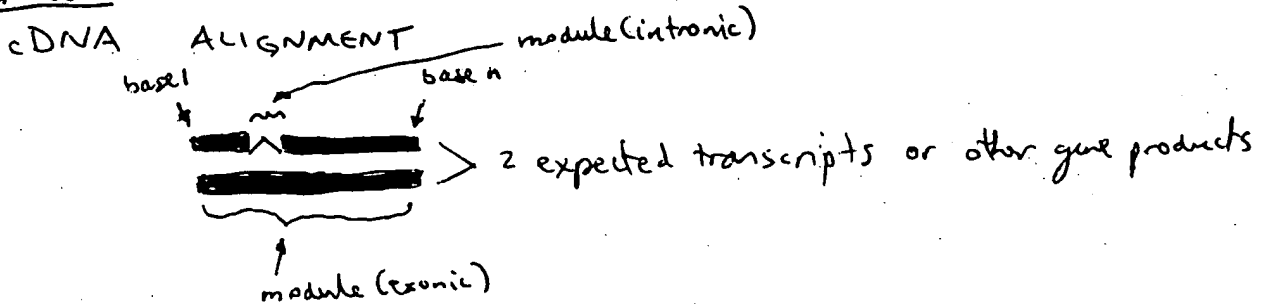 cDNA ALIGNMENT
module (intronic)
base 1
base n
2 expected transcripts or other gene products
module (exonic)